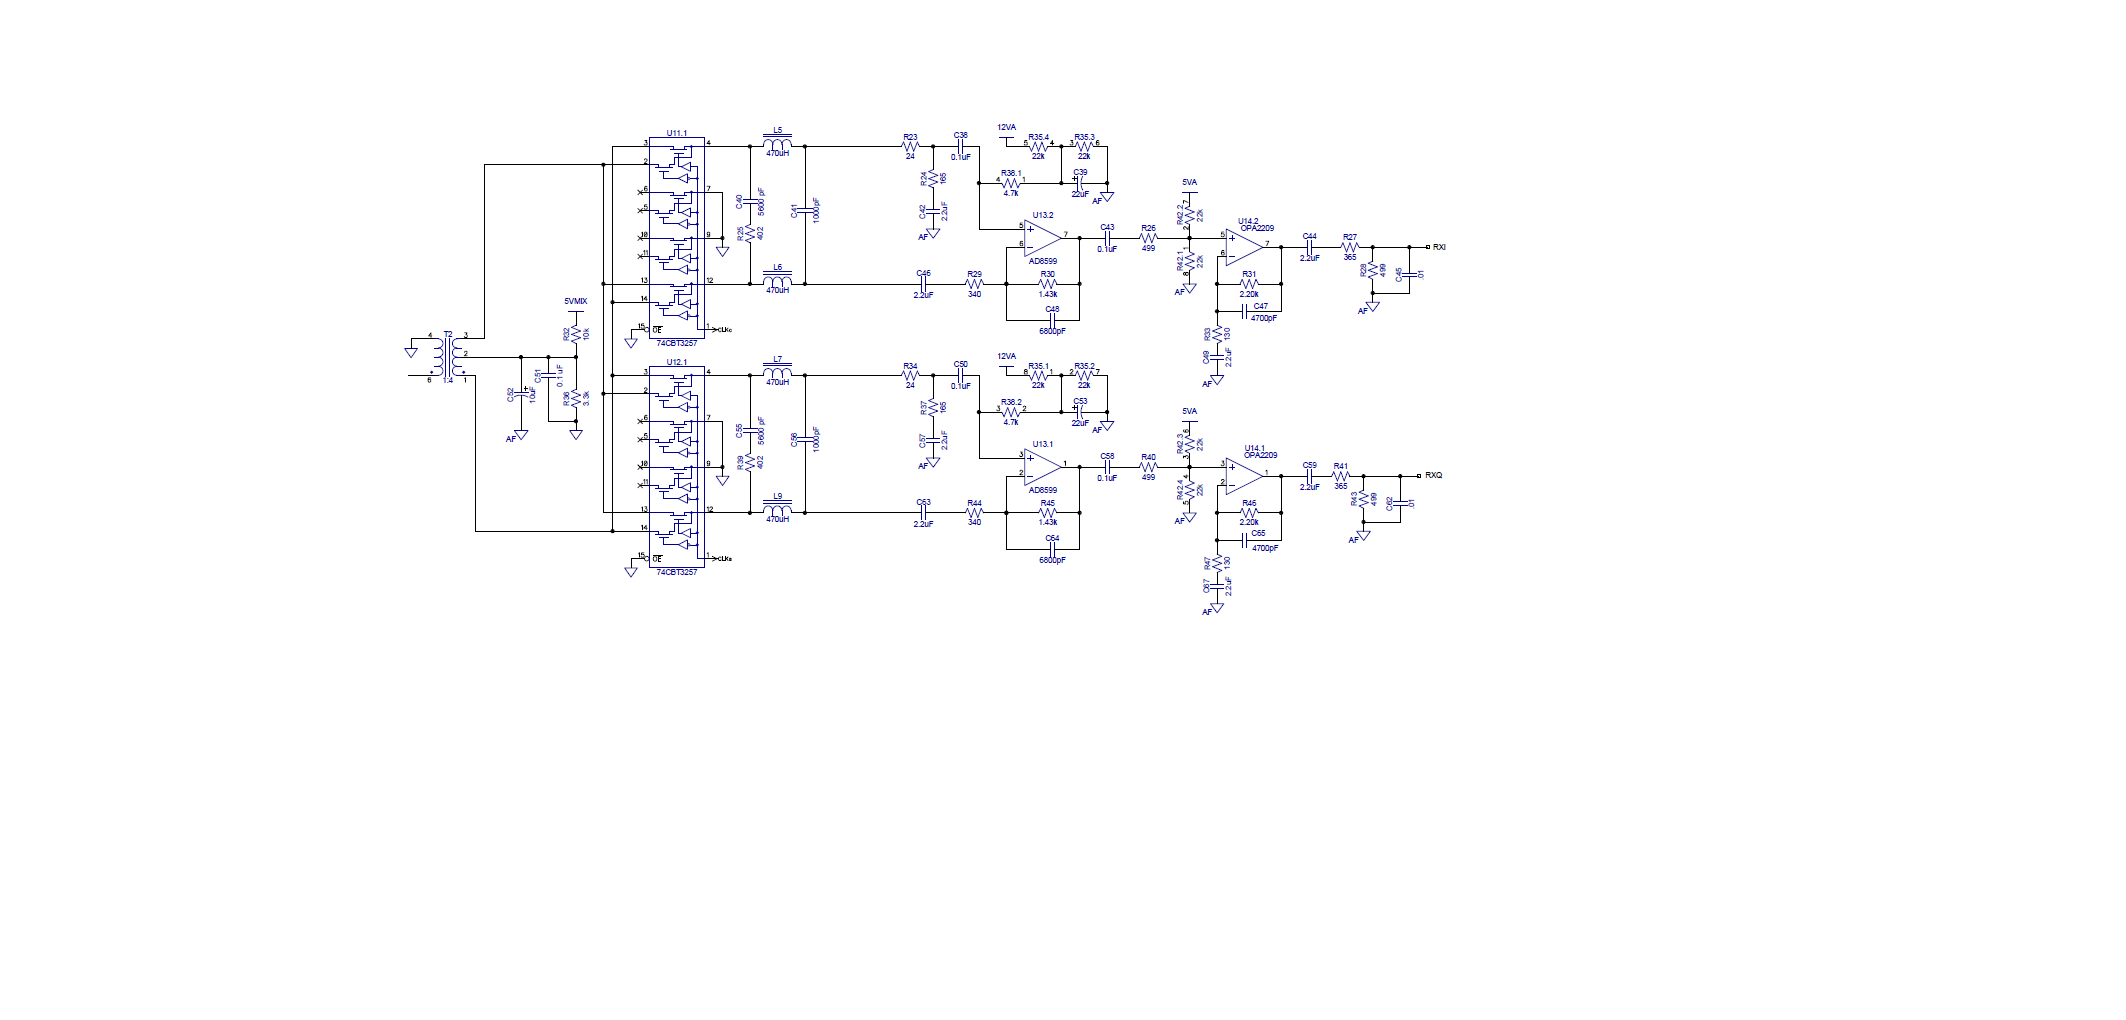 U11.1
3
2
6
5
10
11
13
14
15
OE
4
7
9
12
1
CLKc
74CBT3257
L5
470uH
C40
5600 pF
R25
402
C41
1000pF
L6
470uH
R23
24
R24
165
C42
2.2uF
AF
C38
0.1uF
12VA
5
R35.4
4
22k
3
R35.3
6
22k
4
R38.1
1
4.7k
+
C39
22uF
AF
U13.2
5
+
6
−
7
AD8599
C46
2.2uF
R29
340
R30
1.43k
C48
6800pF
C43
0.1uF
R26
499
5VA
R42.2
7
2
22k
R42.1
1
8
22k
AF
U14.2
OPA2209
5
+
6
−
7
R31
2.20k
C47
4700pF
R33
130
C49
2.2uF
AF
C44
2.2uF
R27
365
R28
499
C45
.01
AF
RXI
5VMIX
R32
10k
R36
3.3k
C51
0.1uF
C52
+
10uF
AF
T2
4
6
3
2
1
1:4
U12.1
3
2
6
5
10
11
13
14
15
OE
4
7
9
12
1
74CBT3257
L7
470uH
C55
5600 pF
R39
402
C56
1000pF
L9
470uH
R34
24
R37
165
C57
2.2uF
AF
C50
0.1uF
12VA
8
R35.1
1
22k
2
R35.2
7
22k
3
R38.2
2
4.7k
+
C53
22uF
AF
U13.1
3
+
2
−
1
AD8599
C63
2.2uF
R44
340
R45
1.43k
C64
6800pF
C58
0.1uF
R40
499
5VA
R42.3
6
3
22k
R42.4
4
5
22k
AF
U14.1
OPA2209
3
+
2
−
1
R46
2.20k
C65
4700pF
R47
130
C67
2.2uF
AF
C59
2.2uF
R41
365
R43
499
C62
.01
AF
RXQ